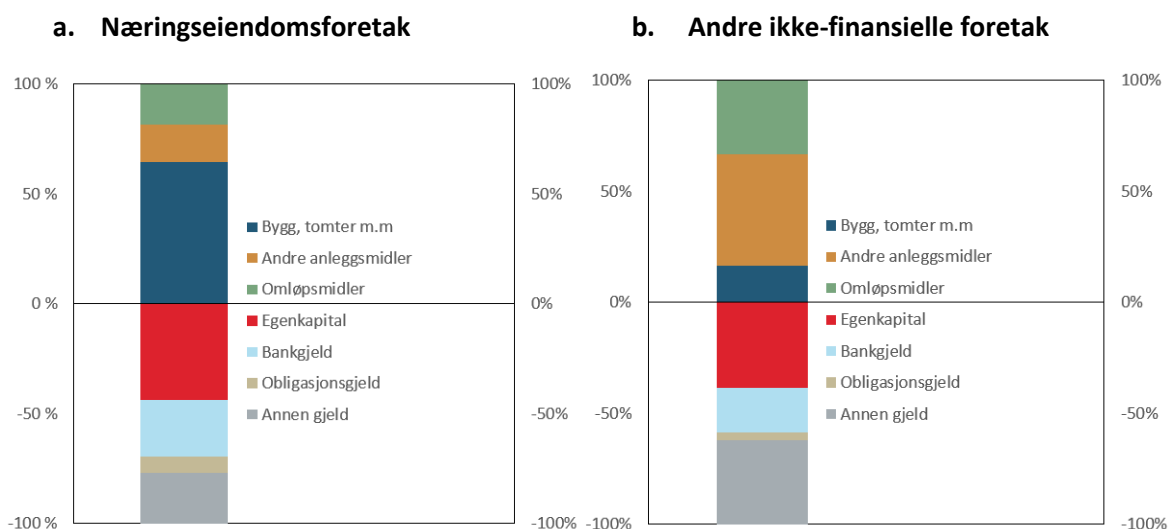 a. Næringseiendomsforetak
100 %
50 %
0 %
-50 %
-100 %
Bygg, tomter m.m
Andre anleggsmidler
Omløpsmidler
Egenkapital
Bankgjeld
Obligasjonsgjeld
Annen gjeld
100%
50%
0%
-50%
-100%
b. Andre ikke-finansielle foretak
100%
50%
0%
-50%
-100%
Bygg, tomter m.m
Andre anleggsmidler
Omløpsmidler
Egenkapital
Bankgjeld
Obligasjonsgjeld
Annen gjeld
100%
50%
0%
-50%
-100%